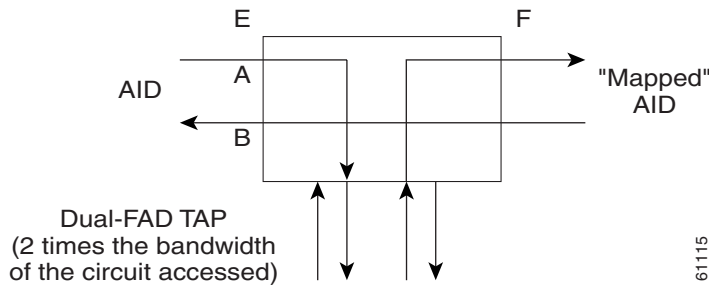 E
F
A
AID
"Mapped"
AID
B
Dual-FAD TAP
(2 times the bandwidth
of the circuit accessed)
61115